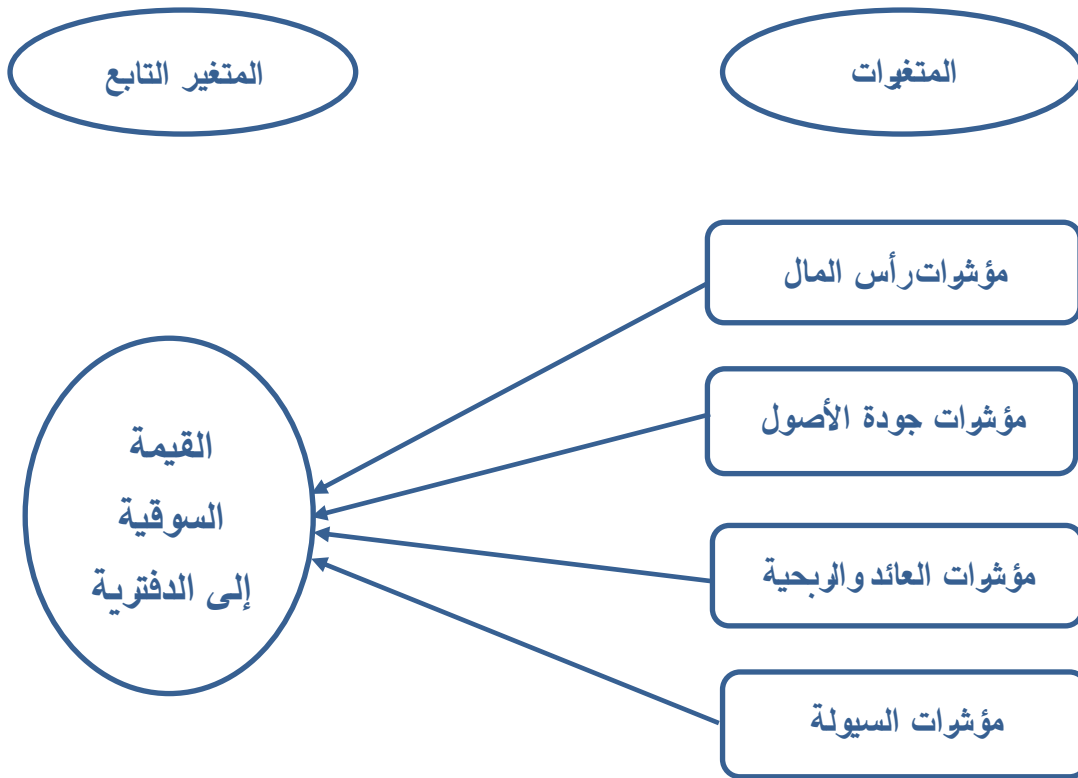 المتغيرات
المتغير التابع
مؤشرات رأس المال
مؤشرات جودة الأصول
مؤشرات العائد والربحية
مؤشرات السيولة
القيمة
السوقية
إلى الدفترية